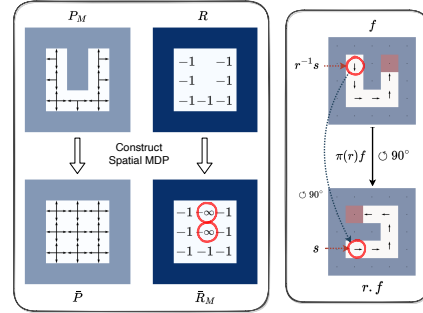 P_M
R
−1 −1
−1 −1
−1 −1 −1
Construct
Spatial MDP
−1 −∞ −1
−1 −∞ −1
−1 −1 −1
P̄
R̄_M
f
r⁻¹s
π(r)f
↺ 90°
↺ 90°
s
r. f